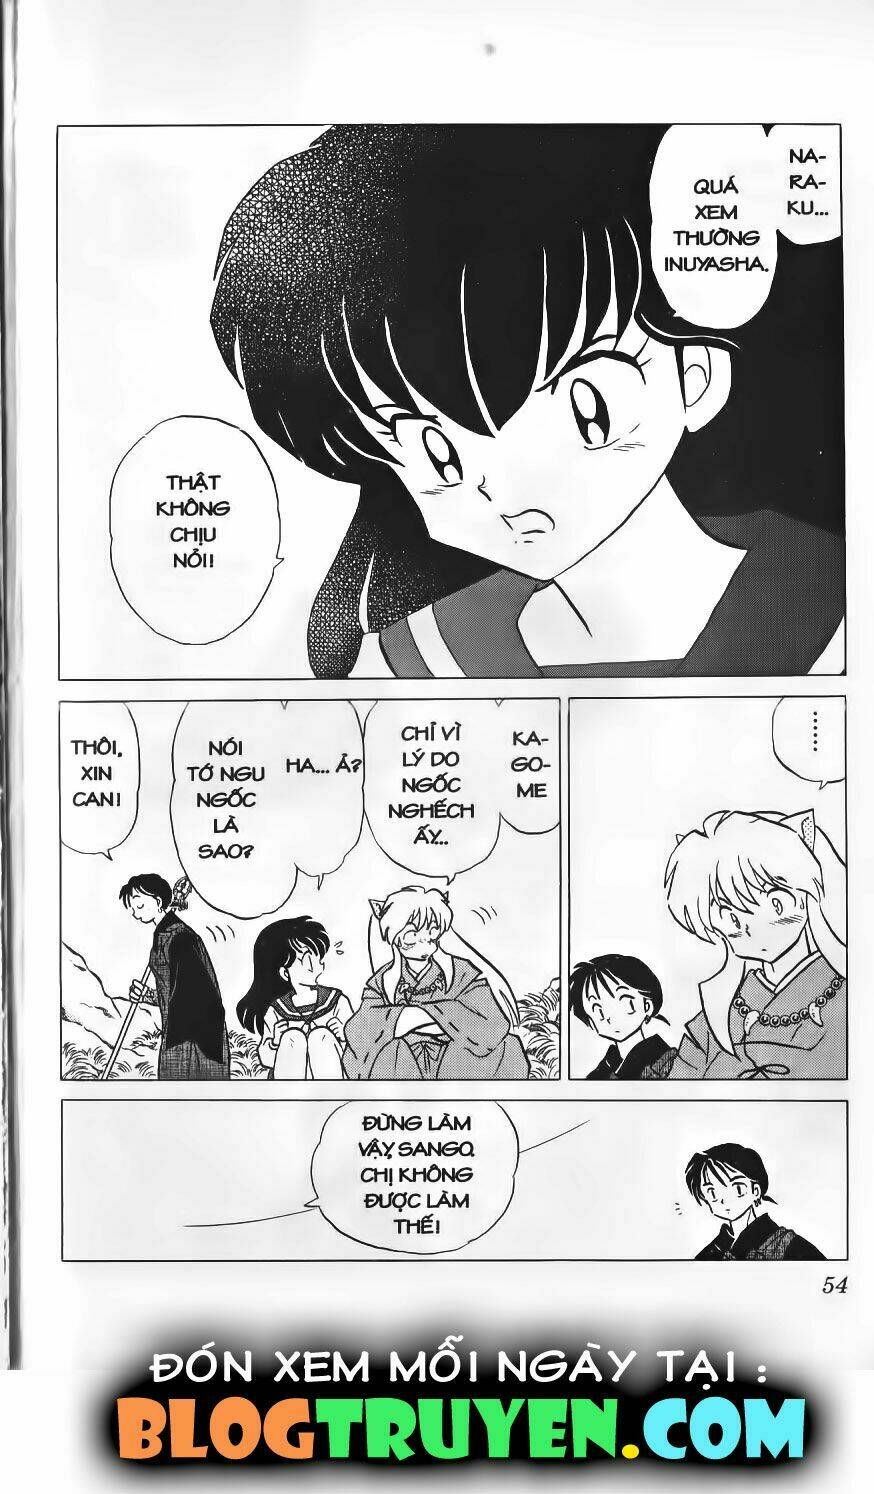 NA-
RA-
KU...
QUÁ
XEM
THƯỜNG
INUYASHA.
THẬT
KHÔNG
CHỊU
NỔI!
.......
KA-
GO-
ME
CHỈ VÌ
LÝ DO
NGỐC
NGHẾCH
ẤY...
HA... Ả?
NÓI
TỚ NGU
NGỐC
LÀ
SAO?
THÔI,
XIN
CAN!
ĐỪNG LÀM
VẬY, SANGO.
CHỊ KHÔNG
ĐƯỢC LÀM
THẾ!
54
ĐÓN XEM MỖI NGÀY TẠI :
BLOGTRUYEN.COM